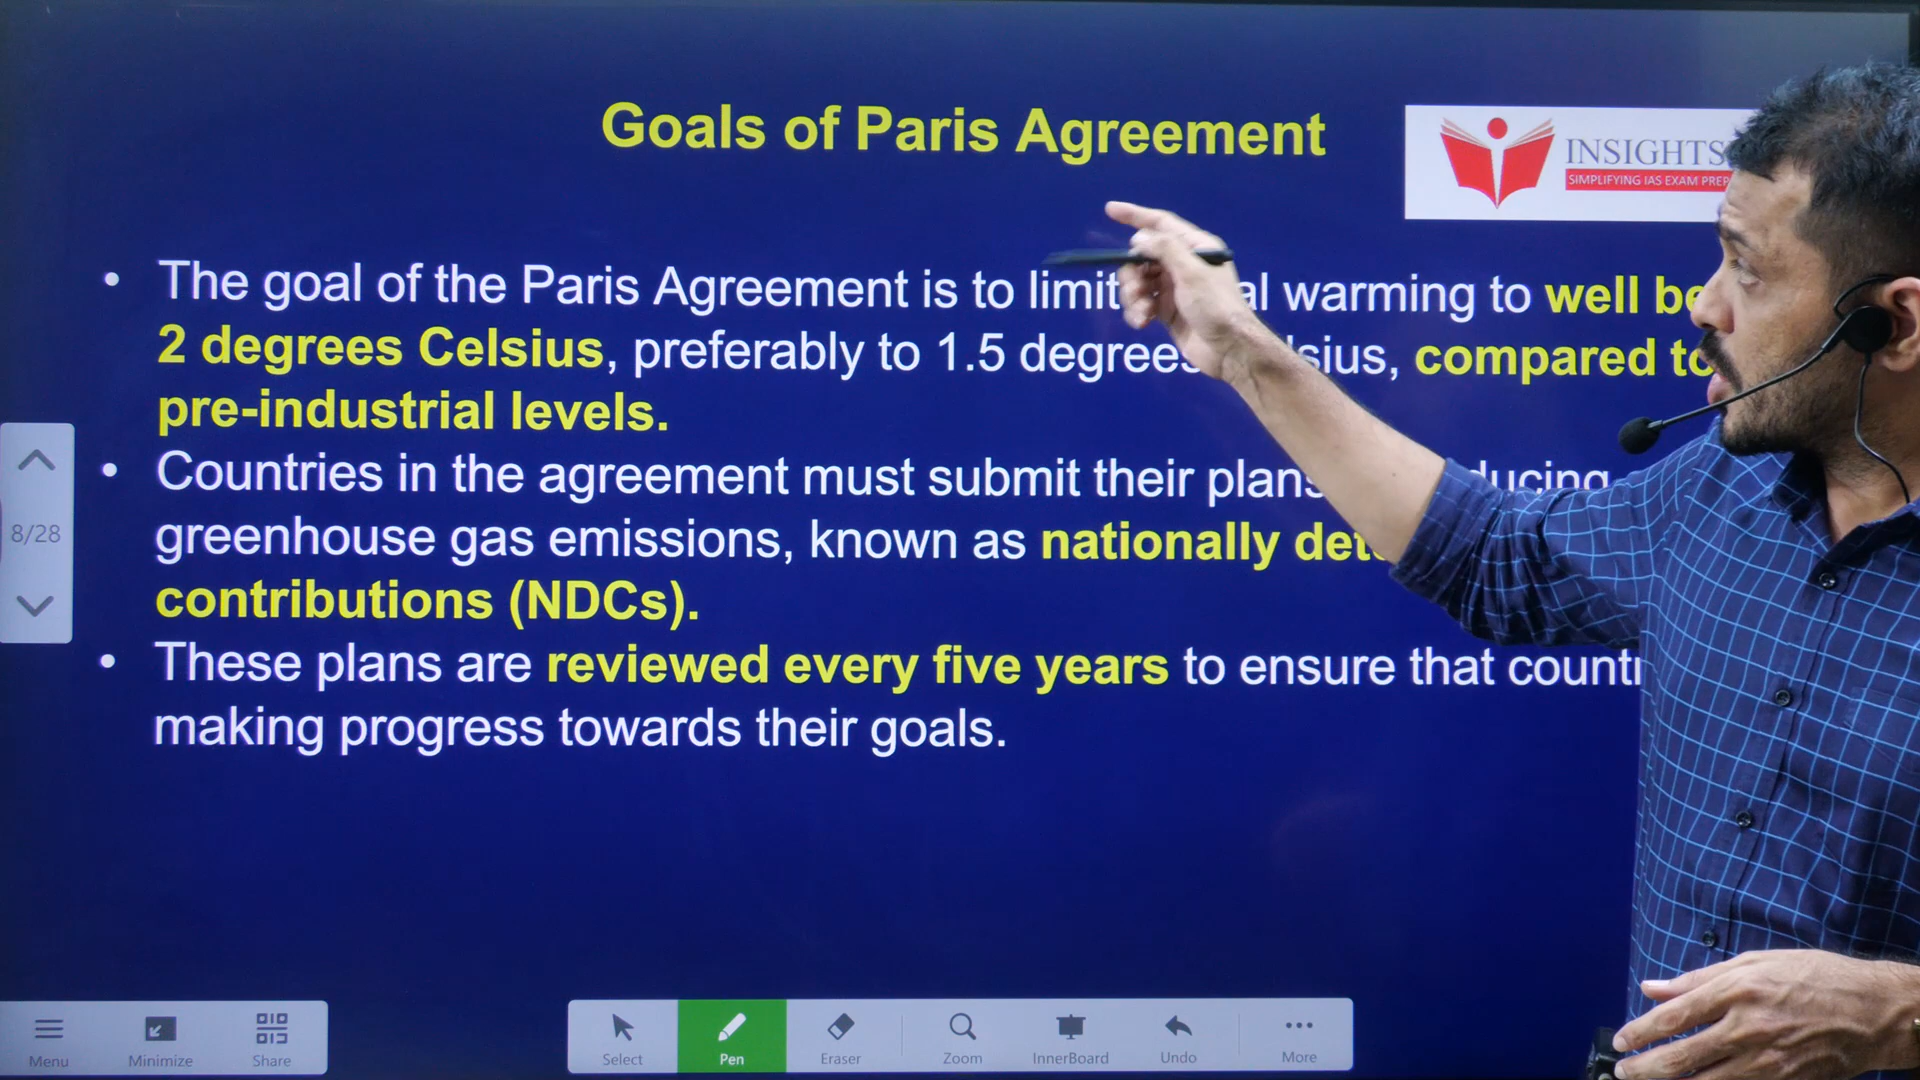 Goals of Paris Agreement
INSIGHTS
SIMPLIFYING IAS EXAM PREP
• The goal of the Paris Agreement is to limit warming to well
2 degrees Celsius, preferably to 1.5 degrees compared to
pre-industrial levels.
• Countries in the agreement must submit their plans
greenhouse gas emissions, known as nationally
contributions (NDCs).
• These plans are reviewed every five years to ensure that
making progress towards their goals.
8/28
Menu Minimize Share Select Pen Eraser Zoom InnerBoard Undo More